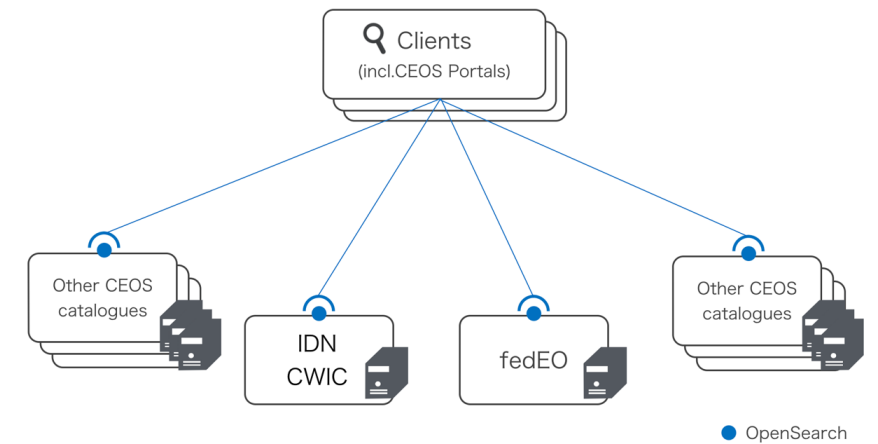 Clients
(incl.CEOS Portals)
Other CEOS
catalogues
IDN
CWIC
fedEO
Other CEOS
catalogues
OpenSearch